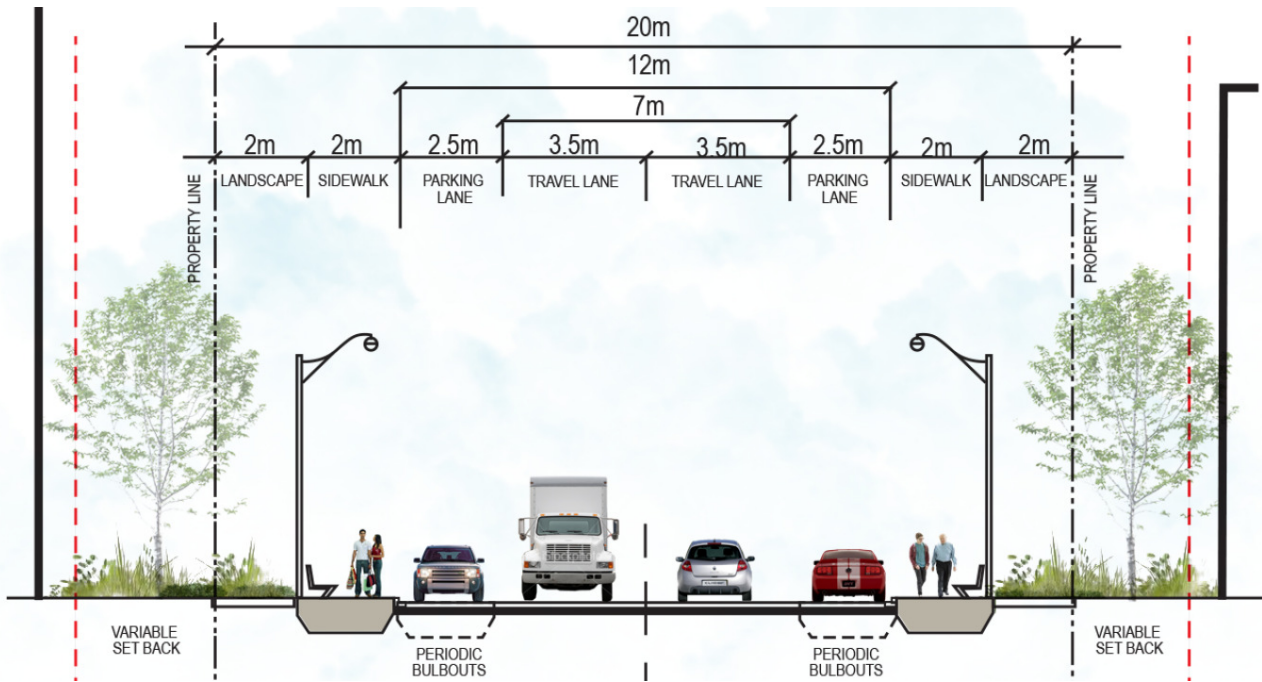 20m
12m
7m
2m
2m
2.5m
3.5m
3.5m
2.5m
2m
2m
LANDSCAPE
SIDEWALK
PARKING
LANE
TRAVEL LANE
TRAVEL LANE
PARKING
LANE
SIDEWALK
LANDSCAPE
PROPERTY LINE
PROPERTY LINE
VARIABLE
SET BACK
PERIODIC
BULBOUTS
PERIODIC
BULBOUTS
VARIABLE
SET BACK